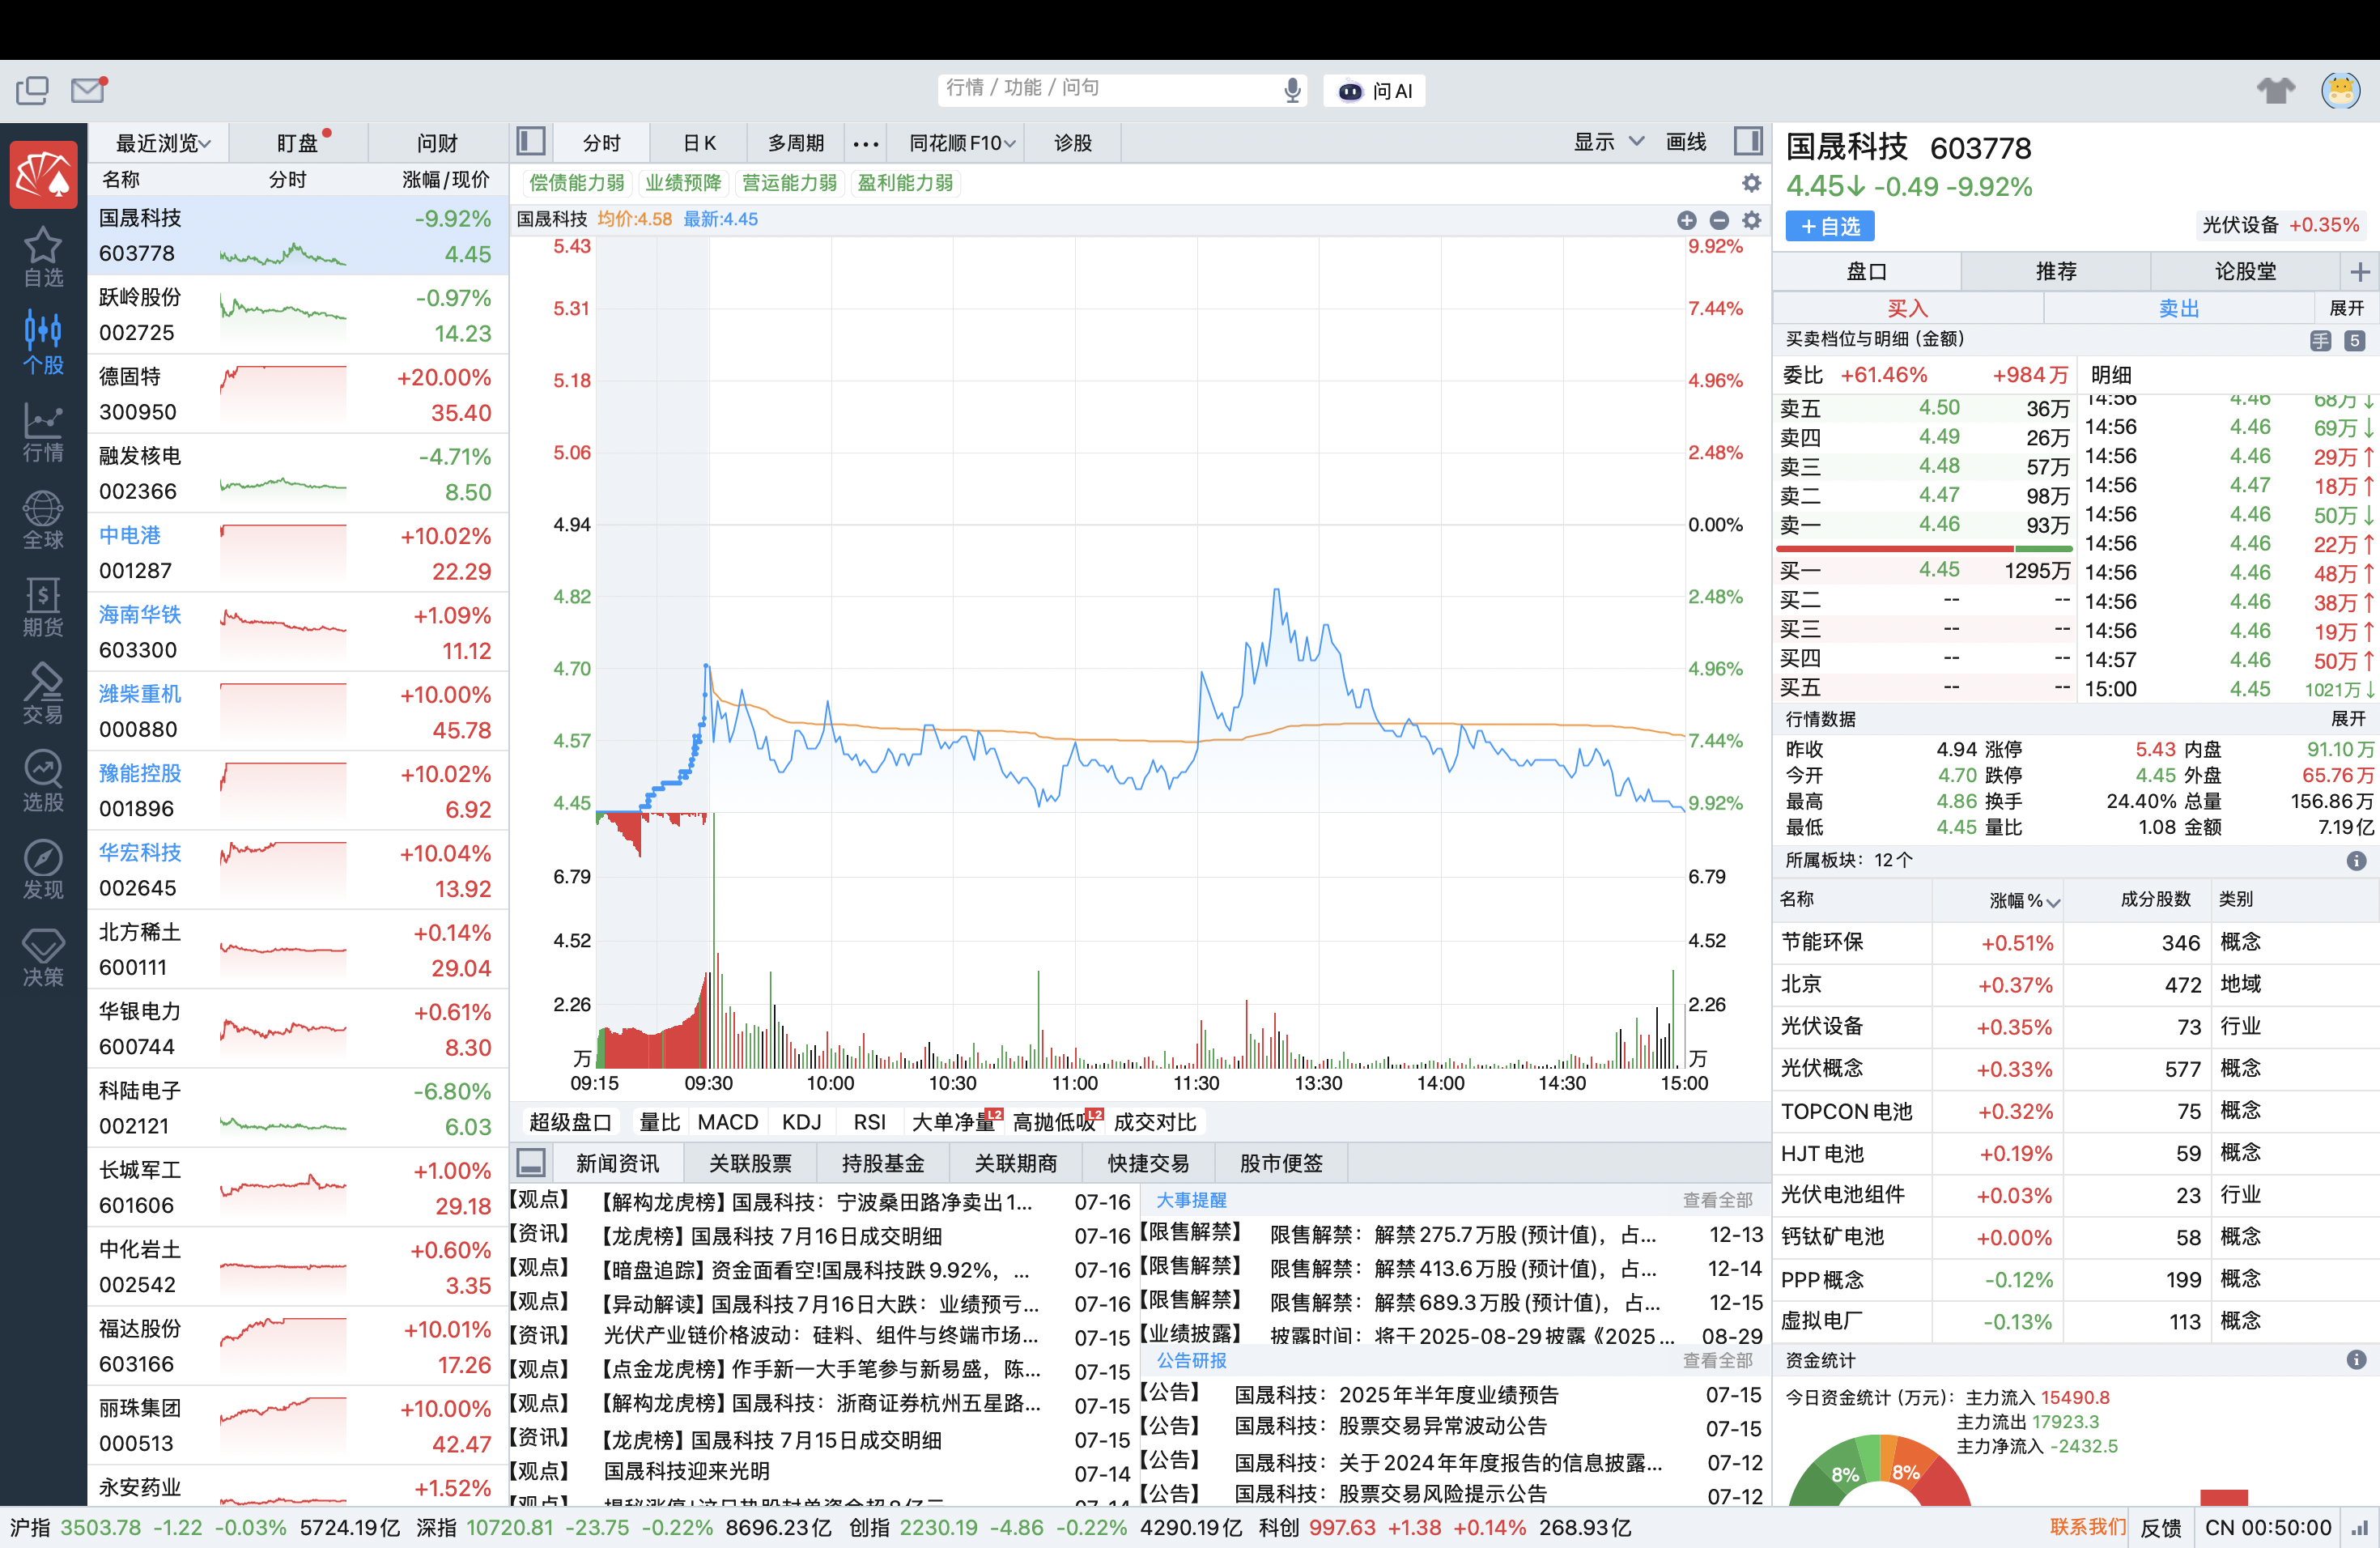 行情 / 功能 / 问句
问AI
自选
个股
行情
全球
期货
交易
选股
发现
决策
最近浏览 盯盘 问财
名称 分时 涨幅/现价
国晟科技 -9.92%
603778 4.45
跃岭股份 -0.97%
002725 14.23
德固特 +20.00%
300950 35.40
融发核电 -4.71%
002366 8.50
中电港 +10.02%
001287 22.29
海南华铁 +1.09%
603300 11.12
潍柴重机 +10.00%
000880 45.78
豫能控股 +10.02%
001896 6.92
华宏科技 +10.04%
002645 13.92
北方稀土 +0.14%
600111 29.04
华银电力 +0.61%
600744 8.30
科陆电子 -6.80%
002121 6.03
长城军工 +1.00%
601606 29.18
中化岩土 +0.60%
002542 3.35
福达股份 +10.01%
603166 17.26
丽珠集团 +10.00%
000513 42.47
永安药业 +1.52%
分时 日K 多周期 ••• 同花顺F10 诊股 显示 画线
偿债能力弱 业绩预降 营运能力弱 盈利能力弱
国晟科技 均价:4.58 最新:4.45
5.43 9.92%
5.31 7.44%
5.18 4.96%
5.06 2.48%
4.94 0.00%
4.82 2.48%
4.70 4.96%
4.57 7.44%
4.45 9.92%
6.79 6.79
4.52 4.52
2.26 2.26
万 万
09:15 09:30 10:00 10:30 11:00 11:30 13:30 14:00 14:30 15:00
超级盘口 量比 MACD KDJ RSI 大单净量 L2 高抛低吸 L2 成交对比
新闻资讯 关联股票 持股基金 关联期商 快捷交易 股市便签
【观点】 【解构龙虎榜】国晟科技：宁波桑田路净卖出1... 07-16
【资讯】 【龙虎榜】国晟科技 7月16日成交明细 07-16
【观点】 【暗盘追踪】资金面看空!国晟科技跌9.92%，... 07-16
【观点】 【异动解读】国晟科技7月16日大跌：业绩预亏... 07-16
【资讯】 光伏产业链价格波动：硅料、组件与终端市场... 07-15
【观点】 【点金龙虎榜】作手新一大手笔参与新易盛，陈... 07-15
【观点】 【解构龙虎榜】国晟科技：浙商证券杭州五星路... 07-15
【资讯】 【龙虎榜】国晟科技 7月15日成交明细 07-15
【观点】 国晟科技迎来光明 07-14
大事提醒 查看全部
【限售解禁】 限售解禁：解禁275.7万股(预计值)，占... 12-13
【限售解禁】 限售解禁：解禁413.6万股(预计值)，占... 12-14
【限售解禁】 限售解禁：解禁689.3万股(预计值)，占... 12-15
【业绩披露】 披露时间：将于2025-08-29披露《2025... 08-29
公告研报 查看全部
【公告】 国晟科技：2025年半年度业绩预告 07-15
【公告】 国晟科技：股票交易异常波动公告 07-15
【公告】 国晟科技：关于2024年年度报告的信息披露... 07-12
【公告】 国晟科技：股票交易风险提示公告 07-12
国晟科技 603778
4.45↓ -0.49 -9.92%
＋自选 光伏设备 +0.35%
盘口 推荐 论股堂 +
买入 卖出 展开
买卖档位与明细 (金额) 手 5
委比 +61.46% +984万 明细
卖五 4.50 36万
卖四 4.49 26万
卖三 4.48 57万
卖二 4.47 98万
卖一 4.46 93万
买一 4.45 1295万
买二 -- --
买三 -- --
买四 -- --
买五 -- --
14:56 4.46 68万↓
14:56 4.46 69万↓
14:56 4.46 29万↑
14:56 4.47 18万↑
14:56 4.46 50万↓
14:56 4.46 22万↑
14:56 4.46 48万↑
14:56 4.46 38万↑
14:56 4.46 19万↑
14:57 4.46 50万↑
15:00 4.45 1021万↓
行情数据 展开
昨收 4.94 涨停 5.43 内盘 91.10万
今开 4.70 跌停 4.45 外盘 65.76万
最高 4.86 换手 24.40% 总量 156.86万
最低 4.45 量比 1.08 金额 7.19亿
所属板块：12个
名称 涨幅% 成分股数 类别
节能环保 +0.51% 346 概念
北京 +0.37% 472 地域
光伏设备 +0.35% 73 行业
光伏概念 +0.33% 577 概念
TOPCON电池 +0.32% 75 概念
HJT电池 +0.19% 59 概念
光伏电池组件 +0.03% 23 行业
钙钛矿电池 +0.00% 58 概念
PPP概念 -0.12% 199 概念
虚拟电厂 -0.13% 113 概念
资金统计
今日资金统计 (万元)：主力流入 15490.8
主力流出 17923.3
主力净流入 -2432.5
8% 8%
沪指 3503.78 -1.22 -0.03% 5724.19亿 深指 10720.81 -23.75 -0.22% 8696.23亿 创指 2230.19 -4.86 -0.22% 4290.19亿 科创 997.63 +1.38 +0.14% 268.93亿 联系我们 反馈 CN 00:50:00